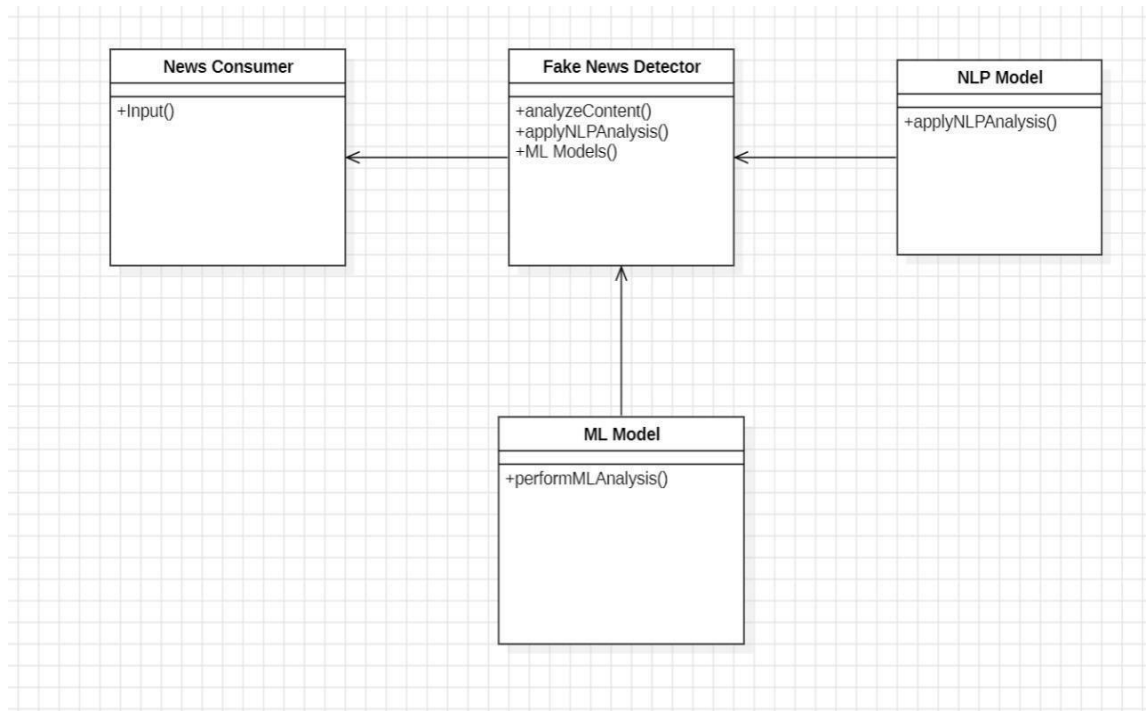 News Consumer
+Input()
Fake News Detector
+analyzeContent()
+applyNLPAnalysis()
+ML Models()
NLP Model
+applyNLPAnalysis()
ML Model
+performMLAnalysis()